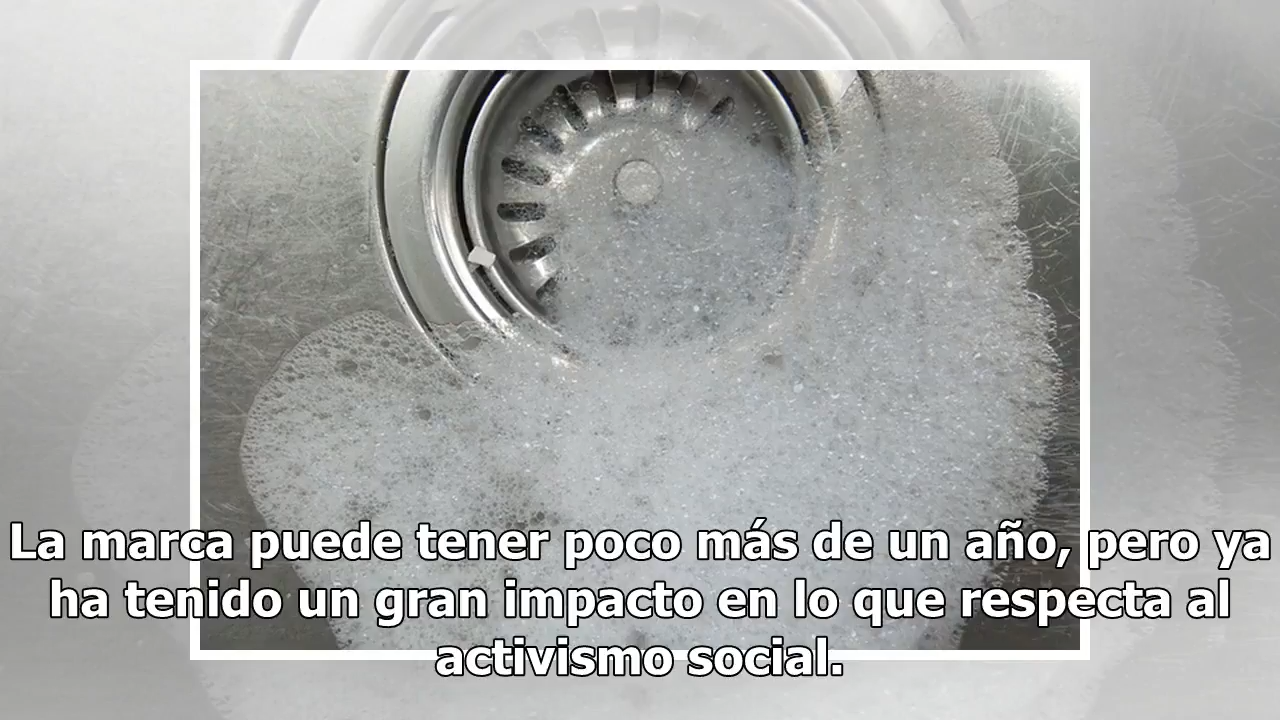 La marca puede tener poco más de un año, pero ya
ha tenido un gran impacto en lo que respecta al
activismo social.